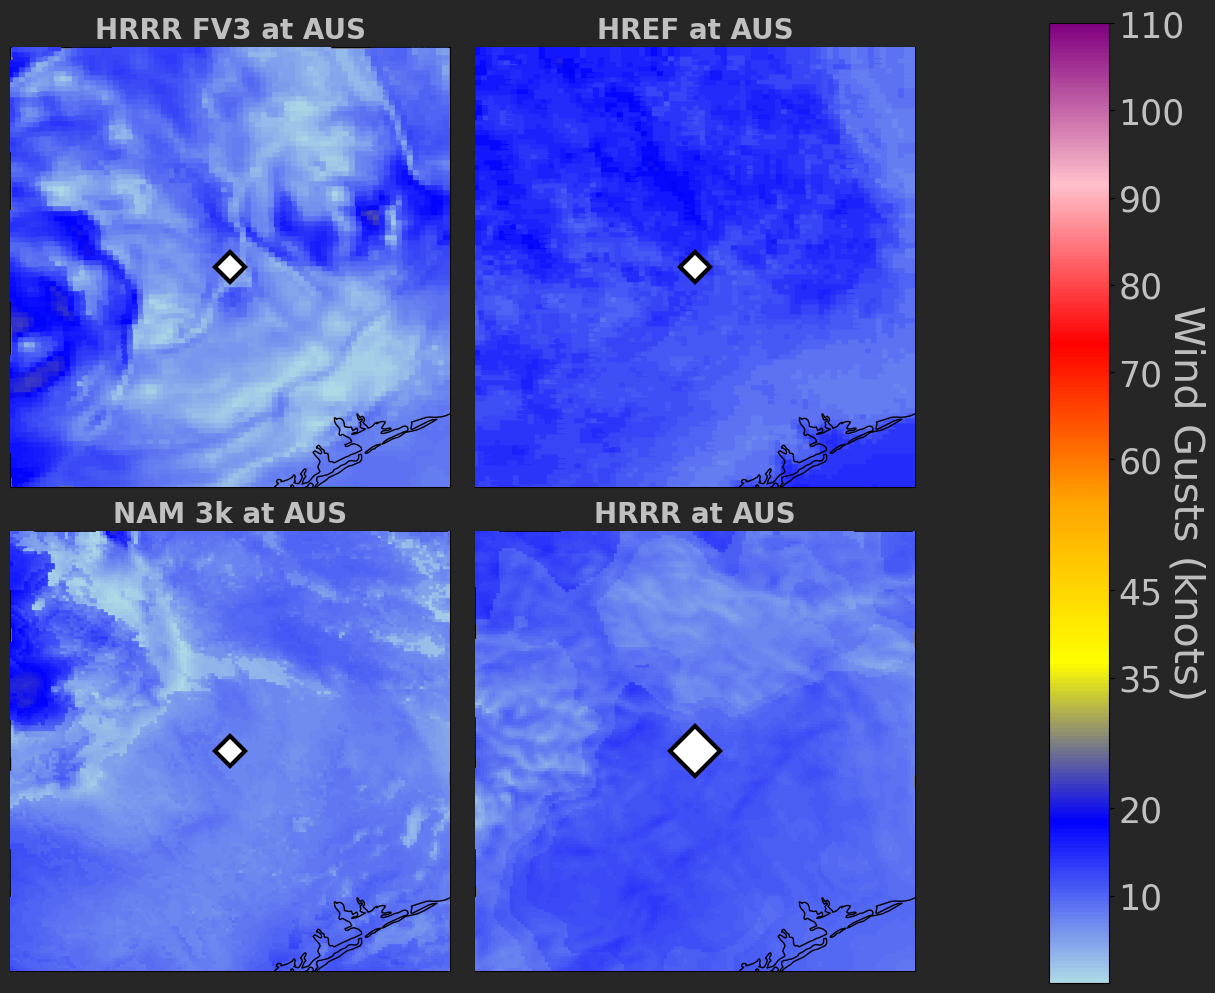 HRRR FV3 at AUS
HREF at AUS
NAM 3k at AUS
HRRR at AUS
110
100
90
80
70
60
45
35
20
10
Wind Gusts (knots)